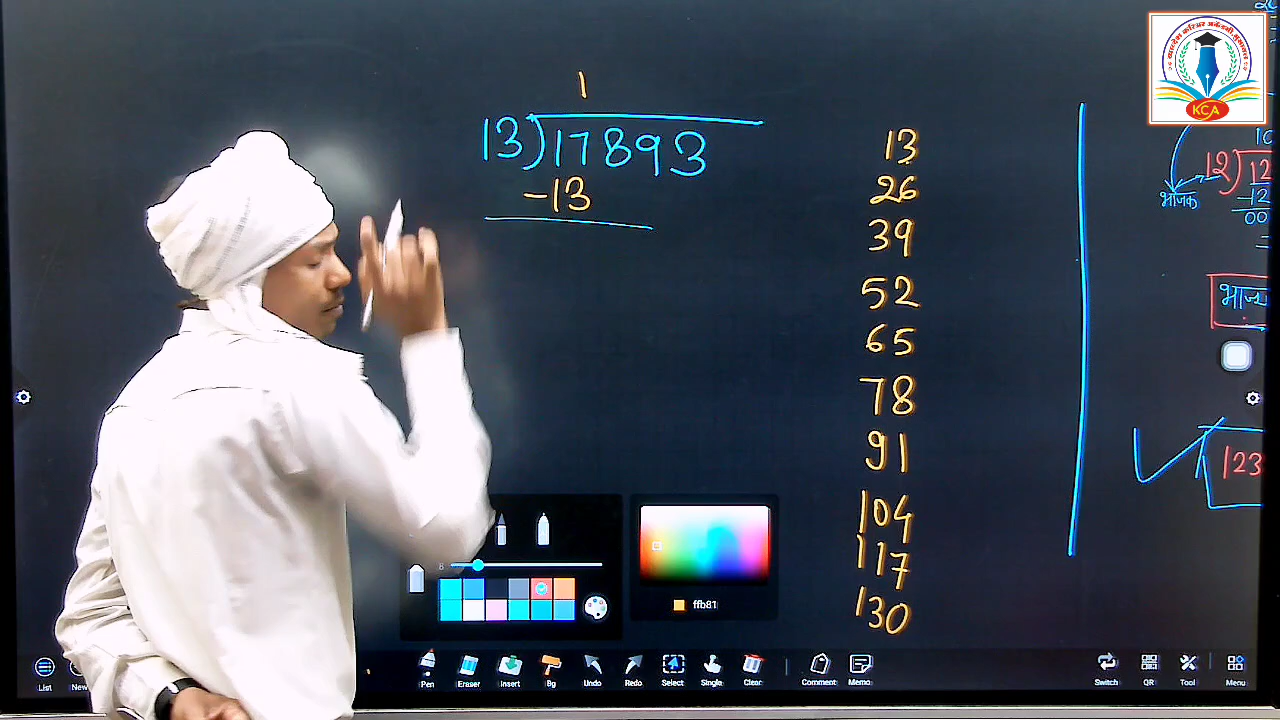 1
13)17893
-13
13
26
39
52
65
78
91
104
117
130
12)12
-12
00
भाजक
123
KCA
8
ffb81
List
New
Pen
Eraser
Insert
Bg
Undo
Redo
Select
Single
Clear
Comment
Memo
Switch
QR
Tool
Menu